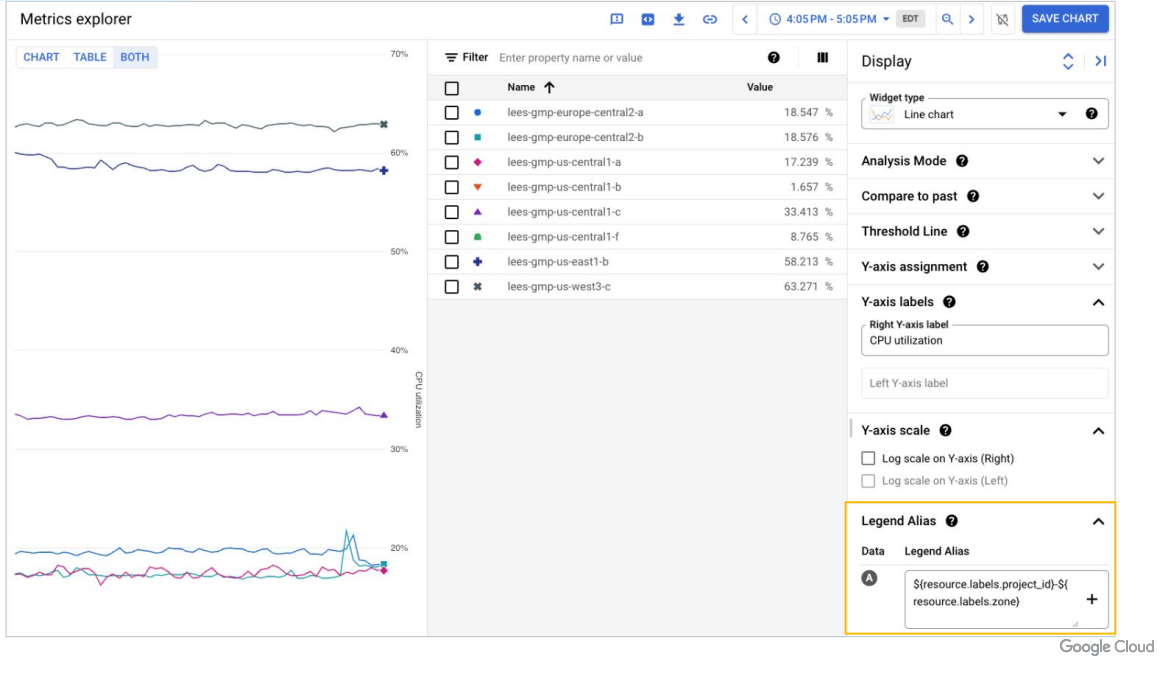 Metrics explorer
4:05 PM - 5:05 PM
EDT
SAVE CHART
CHART TABLE BOTH
70%
60%
50%
40%
30%
20%
CPU utilization
Filter Enter property name or value
Name Value
lees-gmp-europe-central2-a 18.547 %
lees-gmp-europe-central2-b 18.576 %
lees-gmp-us-central1-a 17.239 %
lees-gmp-us-central1-b 1.657 %
lees-gmp-us-central1-c 33.413 %
lees-gmp-us-central1-f 8.765 %
lees-gmp-us-east1-b 58.213 %
lees-gmp-us-west3-c 63.271 %
Display
Widget type
Line chart
Analysis Mode
Compare to past
Threshold Line
Y-axis assignment
Y-axis labels
Right Y-axis label
CPU utilization
Left Y-axis label
Y-axis scale
Log scale on Y-axis (Right)
Log scale on Y-axis (Left)
Legend Alias
Data Legend Alias
A
${resource.labels.project_id}-${
resource.labels.zone}
Google Cloud